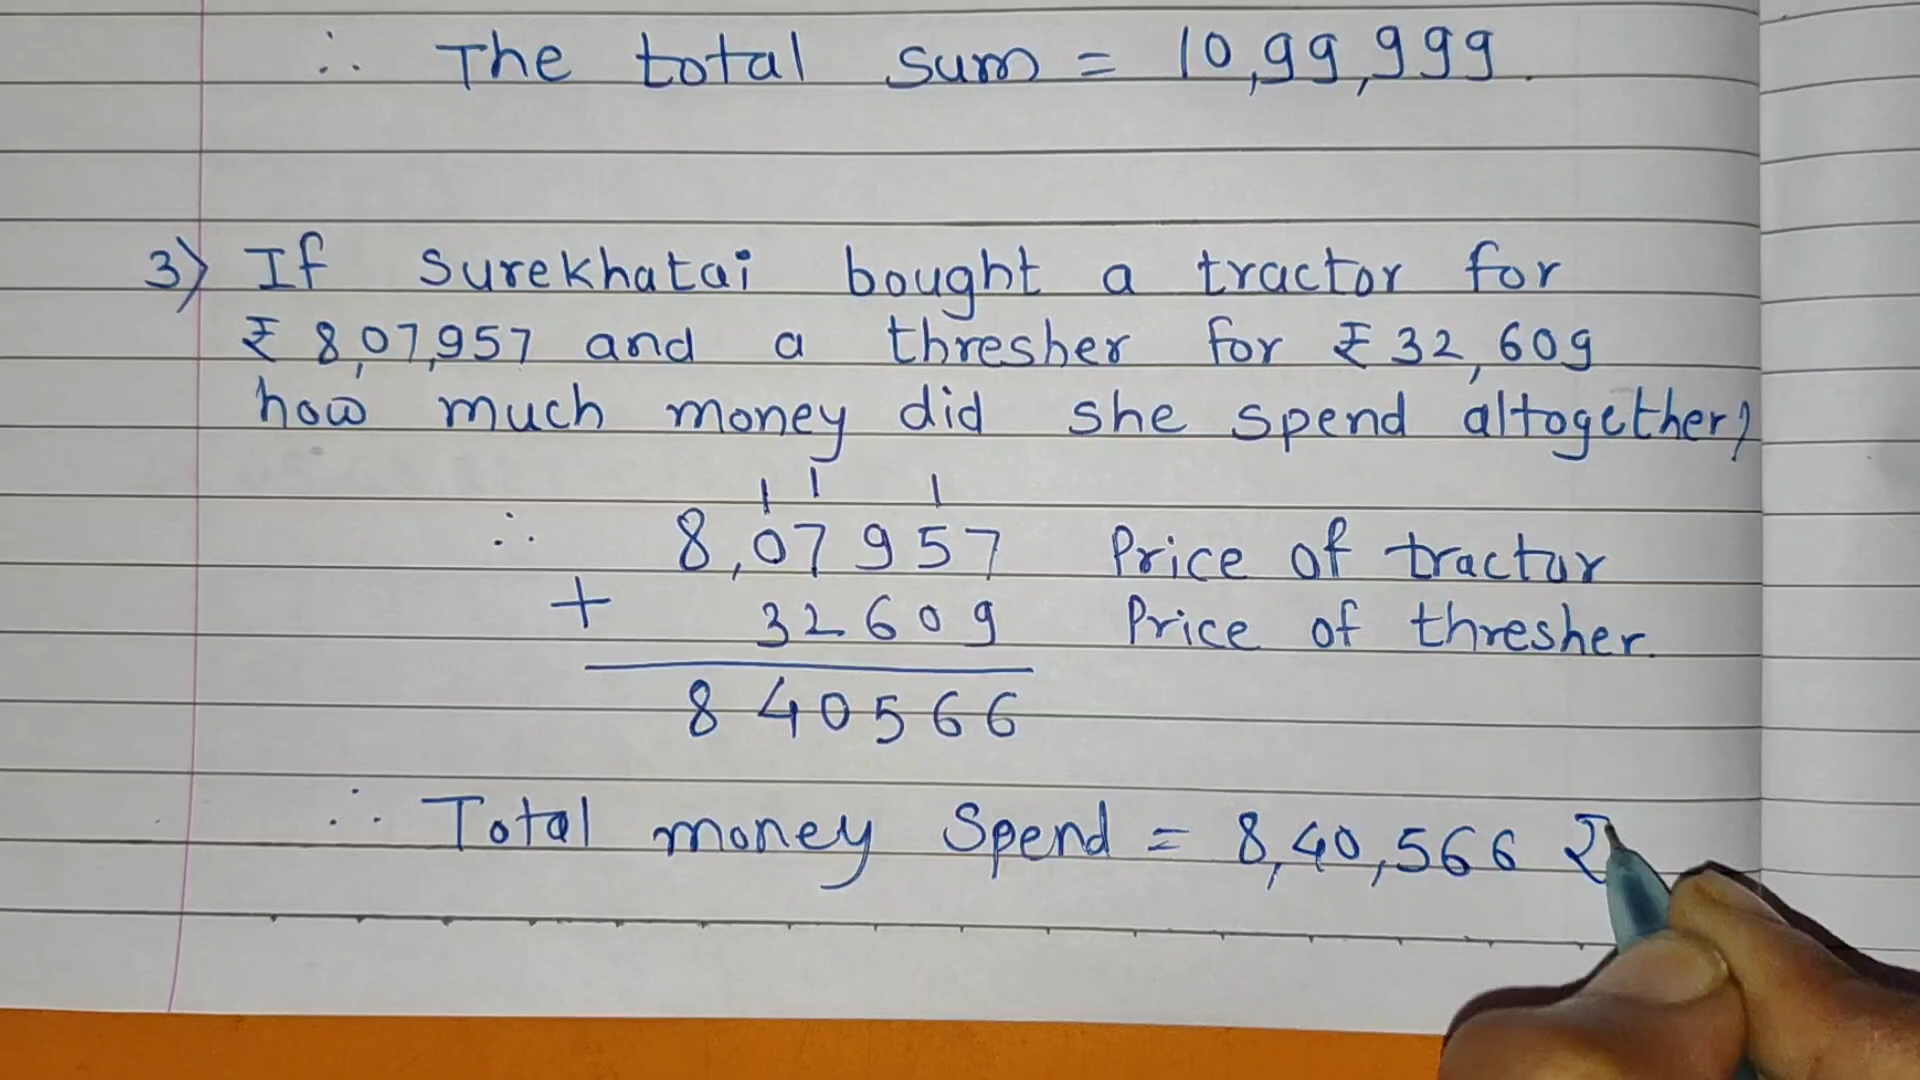 ∴ The total sum = 10,99,999.
3) If surekhatai bought a tractor for
₹ 8,07,957 and a thresher for ₹ 32,609
how much money did she spend altogether?
1 1 1
∴ 8,07957 Price of tractor
+ 32609 Price of thresher.
840566
∴ Total money Spend = 8,40,566 ₹